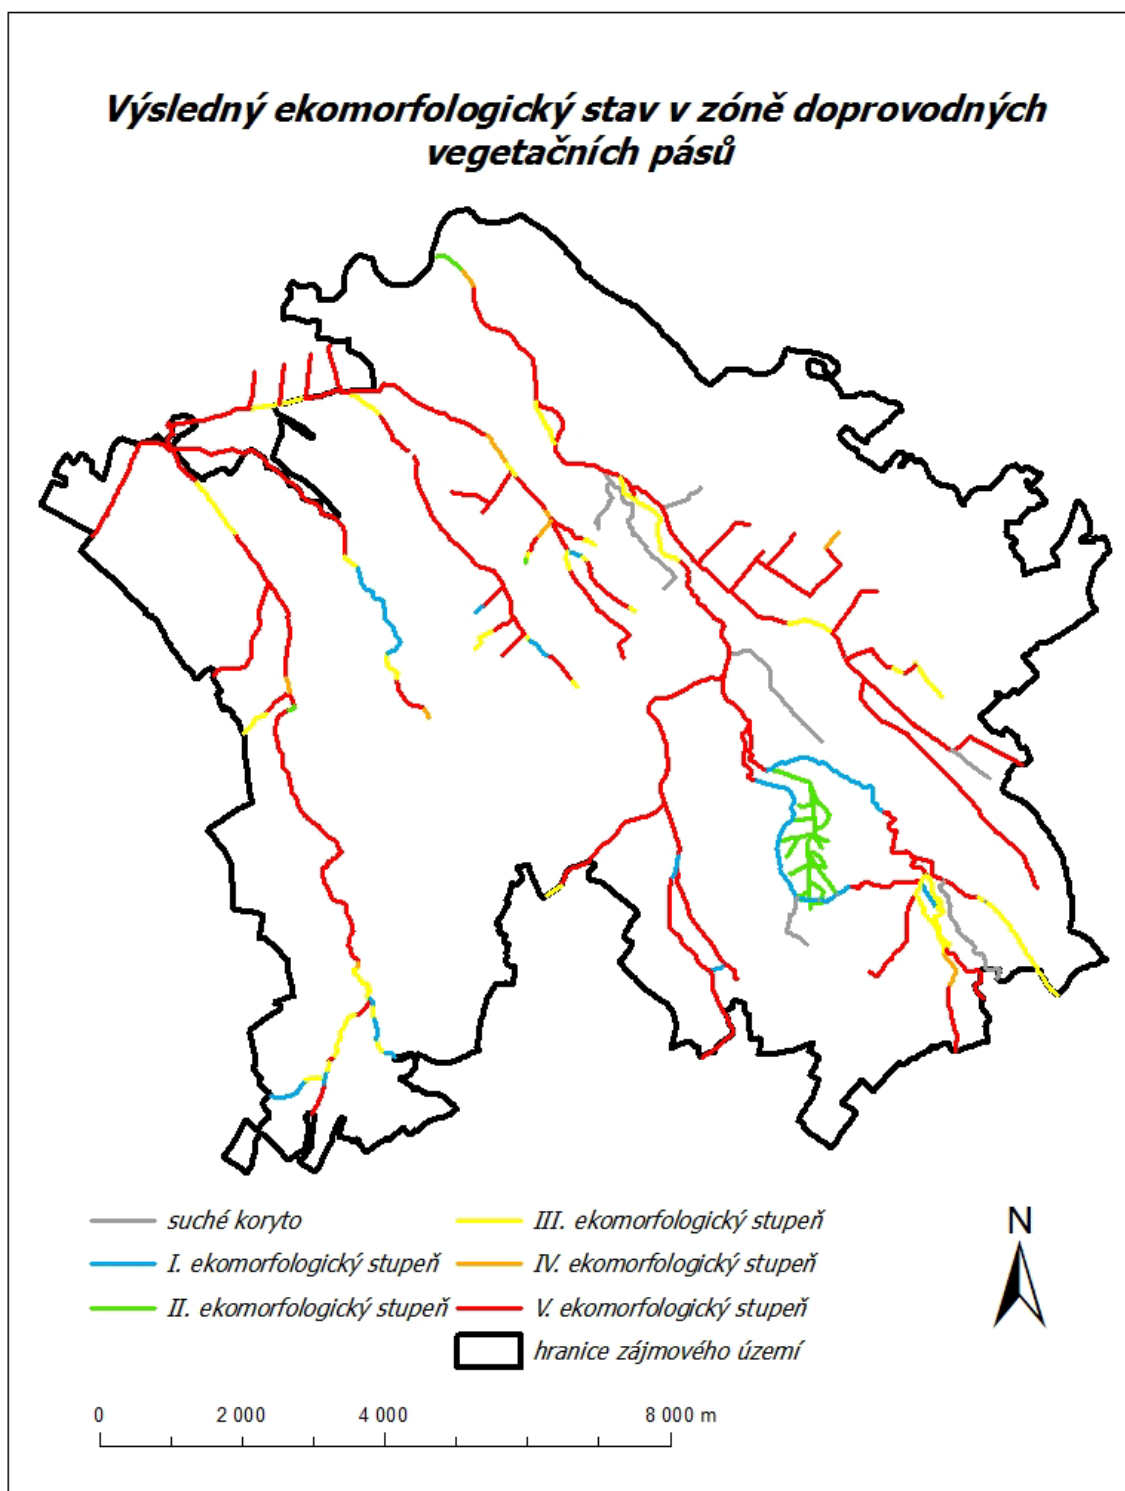 Výsledný ekomorfologický stav v zóně doprovodných
vegetačních pásů
suché koryto
I. ekomorfologický stupeň
II. ekomorfologický stupeň
III. ekomorfologický stupeň
IV. ekomorfologický stupeň
V. ekomorfologický stupeň
hranice zájmového území
N
0 2 000 4 000 8 000 m